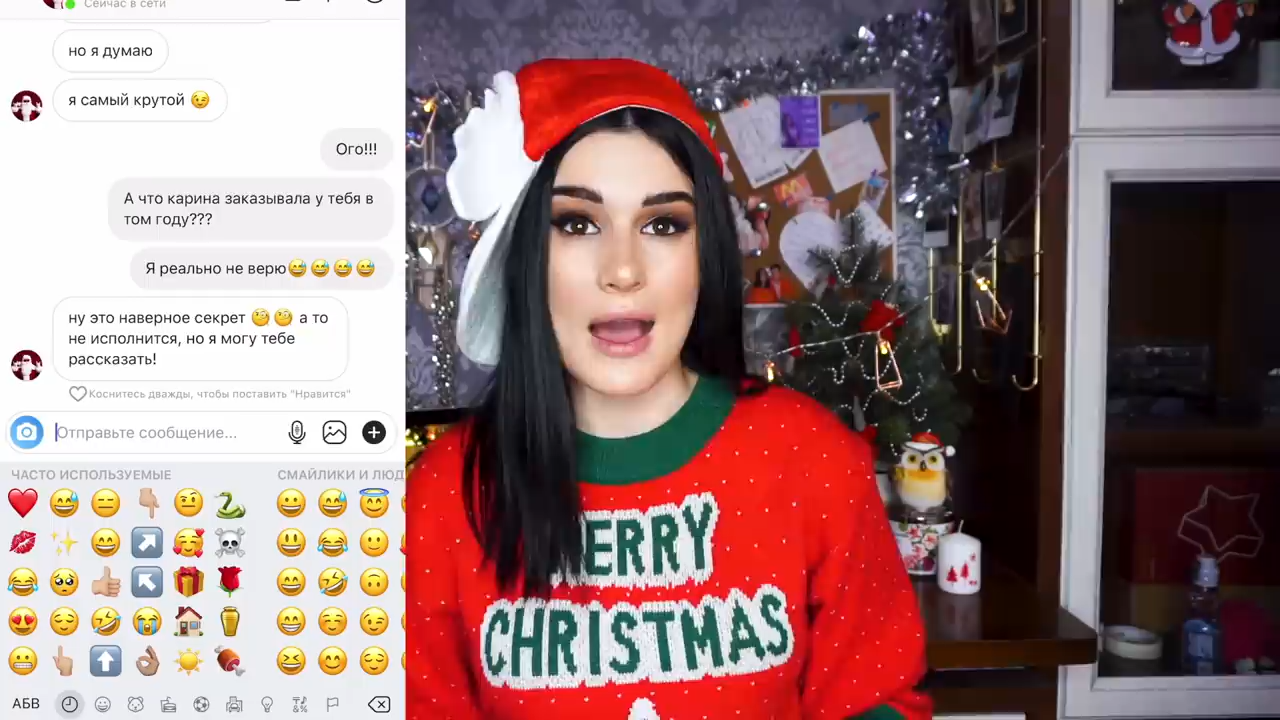 Сейчас в сети
но я думаю
я самый крутой 😉
Ого!!!
А что карина заказывала у тебя в
том году???
Я реально не верю😅😅😅😅
ну это наверное секрет 🧐🧐 а то
не исполнится, но я могу тебе
рассказать!
Коснитесь дважды, чтобы поставить "Нравится"
Отправьте сообщение...
ЧАСТО ИСПОЛЬЗУЕМЫЕ
СМАЙЛИКИ И ЛЮД
АБВ
ERRY
CHRISTMAS